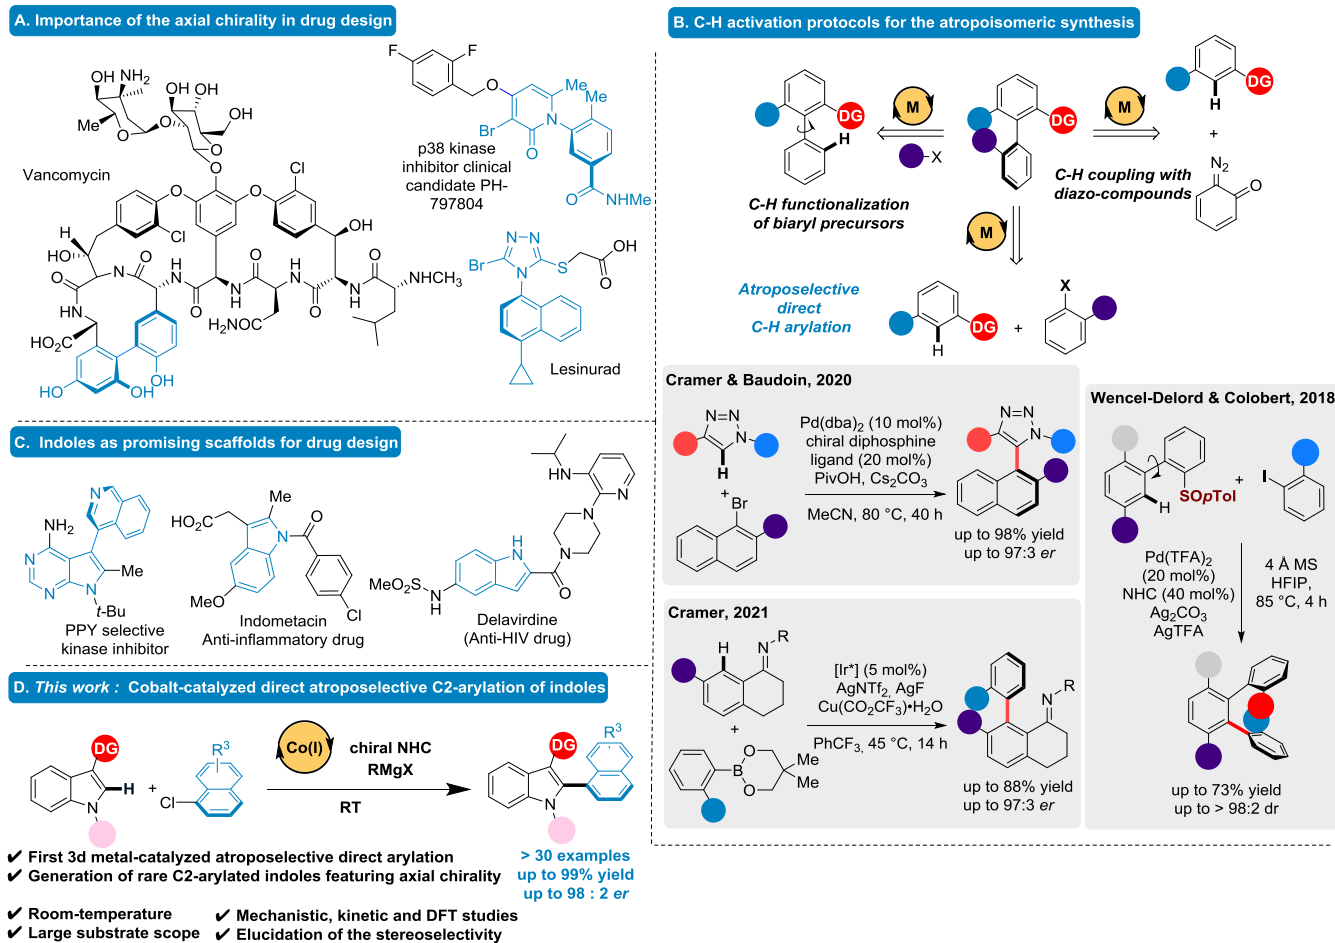 A. Importance of the axial chirality in drug design
OH
NH2
OH
OH
OH
Me
O
O
O
O
O
Vancomycin
O
O
Cl
Cl
H
HO
OH
O
N
O
H
N
O
N
H
O
H
N
O
N
H
O
NHCH3
HN
HO2C
H2NOC
HO
OH
OH
F
F
O
Me
Me
Br
N
O
O
NHMe
p38 kinase
inhibitor clinical
candidate PH-
797804
N
N
Br
N
S
OH
O
Lesinurad
B. C-H activation protocols for the atropoisomeric synthesis
DG
H
M
X
DG
M
DG
H
+
N2
O
C-H functionalization
of biaryl precursors
C-H coupling with
diazo-compounds
M
Atroposelective
direct
C-H arylation
DG
H
+
X
Cramer & Baudoin, 2020
N=N
N
H
+
Br
Pd(dba)2 (10 mol%)
chiral diphosphine
ligand (20 mol%)
PivOH, Cs2CO3
MeCN, 80 °C, 40 h
N=N
N
up to 98% yield
up to 97:3 er
Wencel-Delord & Colobert, 2018
H
SOpTol
+
I
Pd(TFA)2
(20 mol%)
NHC (40 mol%)
Ag2CO3
AgTFA
4 Å MS
HFIP,
85 °C, 4 h
up to 73% yield
up to > 98:2 dr
Cramer, 2021
H
N
R
+
B
O
O
Me
Me
[Ir*] (5 mol%)
AgNTf2, AgF
Cu(CO2CF3)•H2O
PhCF3, 45 °C, 14 h
N
R
up to 88% yield
up to 97:3 er
C. Indoles as promising scaffolds for drug design
N
NH2
N
N
N
Me
t-Bu
PPY selective
kinase inhibitor
HO2C
Me
N
O
MeO
Cl
Indometacin
Anti-inflammatory drug
HN
N
N
N
H
N
O
MeO2S
N
H
Delavirdine
(Anti-HIV drug)
D. This work : Cobalt-catalyzed direct atroposelective C2-arylation of indoles
DG
H
N
+
Cl
R3
Co(I)
chiral NHC
RMgX
RT
DG
N
R3
✔ First 3d metal-catalyzed atroposelective direct arylation
✔ Generation of rare C2-arylated indoles featuring axial chirality
> 30 examples
up to 99% yield
up to 98 : 2 er
✔ Room-temperature
✔ Mechanistic, kinetic and DFT studies
✔ Large substrate scope
✔ Elucidation of the stereoselectivity